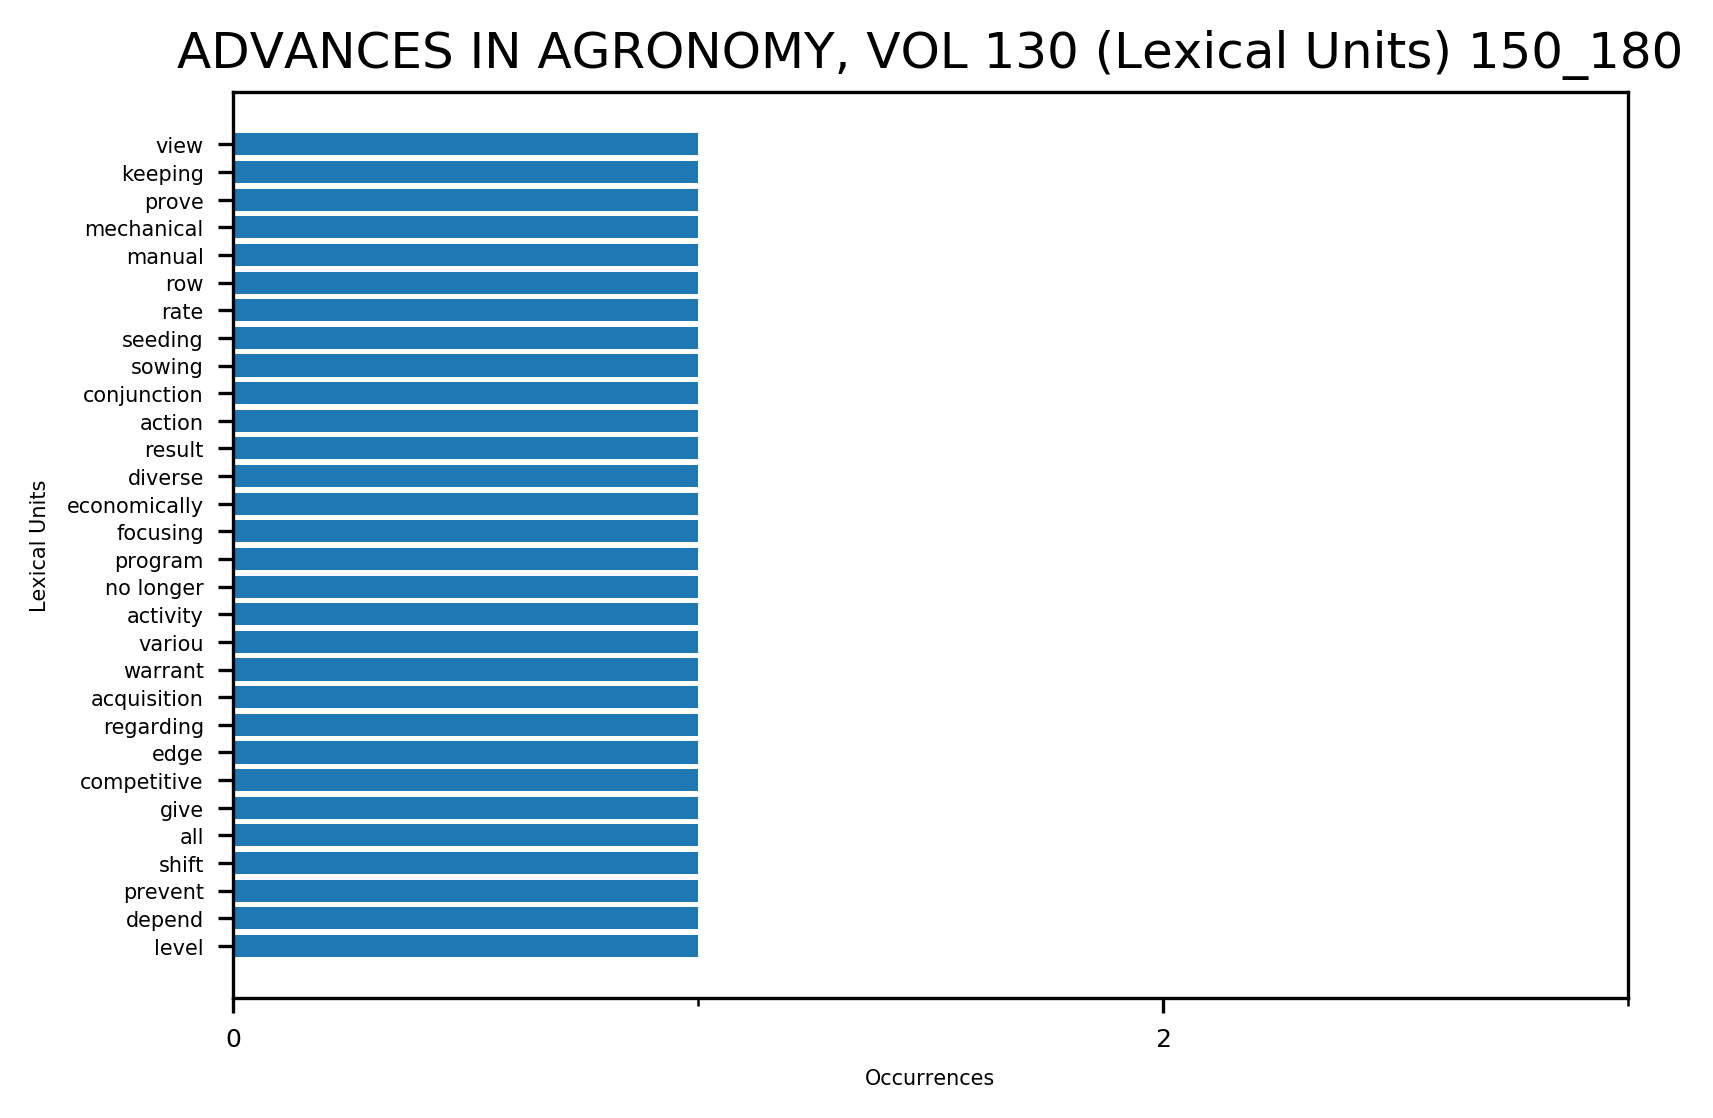 ADVANCES IN AGRONOMY, VOL 130 (Lexical Units) 150_180
view
keeping
prove
mechanical
manual
row
rate
seeding
sowing
conjunction
action
result
diverse
economically
focusing
program
no longer
activity
variou
warrant
acquisition
regarding
edge
competitive
give
all
shift
prevent
depend
level
Lexical Units
0 2
Occurrences